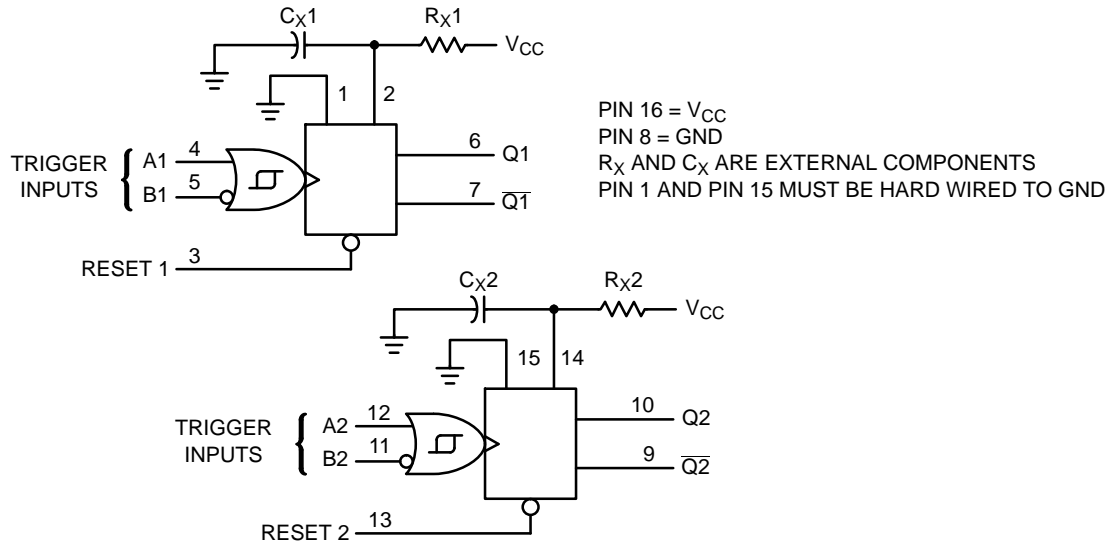 CX1
RX1
VCC
1
2
PIN 16 = VCC
PIN 8 = GND
RX AND CX ARE EXTERNAL COMPONENTS
PIN 1 AND PIN 15 MUST BE HARD WIRED TO GND
TRIGGER
INPUTS
A1
4
B1
5
6
Q1
7
Q1
RESET 1
3
CX2
RX2
VCC
15
14
TRIGGER
INPUTS
A2
12
B2
11
10
Q2
9
Q2
RESET 2
13